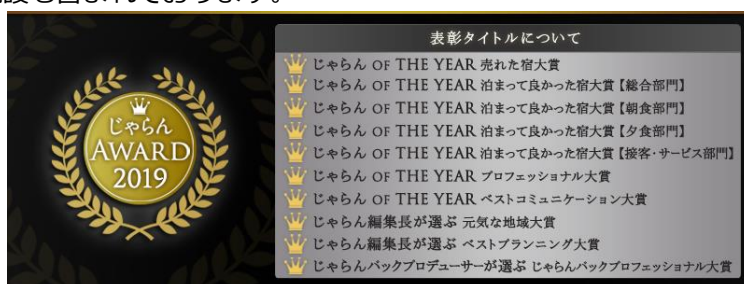 も含まれております。
じゃらん
AWARD
2019
表彰タイトルについて
じゃらん OF THE YEAR 売れた宿大賞
じゃらん OF THE YEAR 泊まって良かった宿大賞【総合部門】
じゃらん OF THE YEAR 泊まって良かった宿大賞【朝食部門】
じゃらん OF THE YEAR 泊まって良かった宿大賞【夕食部門】
じゃらん OF THE YEAR 泊まって良かった宿大賞【接客・サービス部門】
じゃらん OF THE YEAR プロフェッショナル大賞
じゃらん OF THE YEAR ベストコミュニケーション大賞
じゃらん編集長が選ぶ 元気な地域大賞
じゃらん編集長が選ぶ ベストプランニング大賞
じゃらんパックプロデューサーが選ぶ じゃらんパックプロフェッショナル大賞